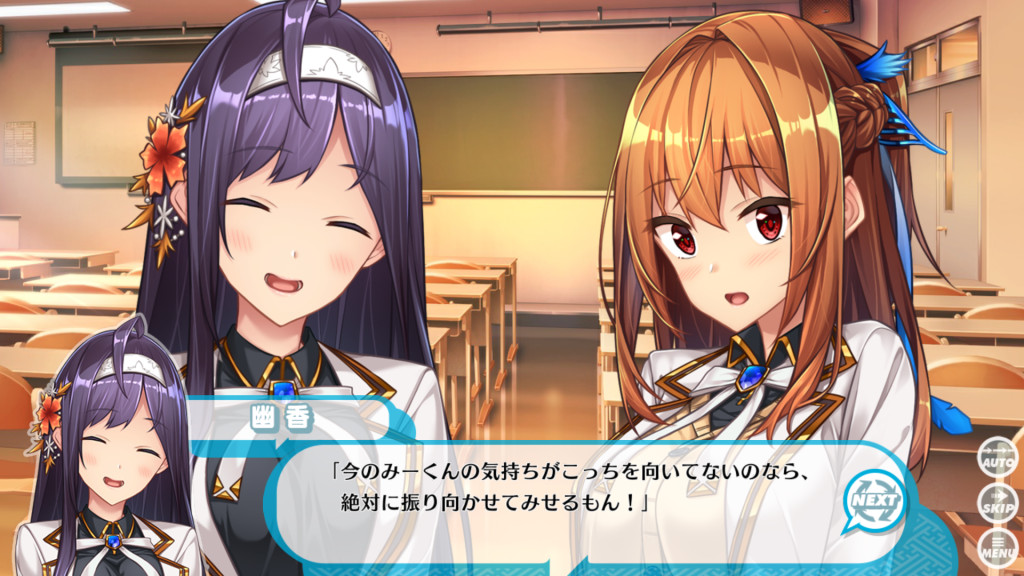 幽香
「今のみーくんの気持ちがこっちを向いてないのなら、
絶対に振り向かせてみせるもん！」
NEXT
AUTO
SKIP
MENU